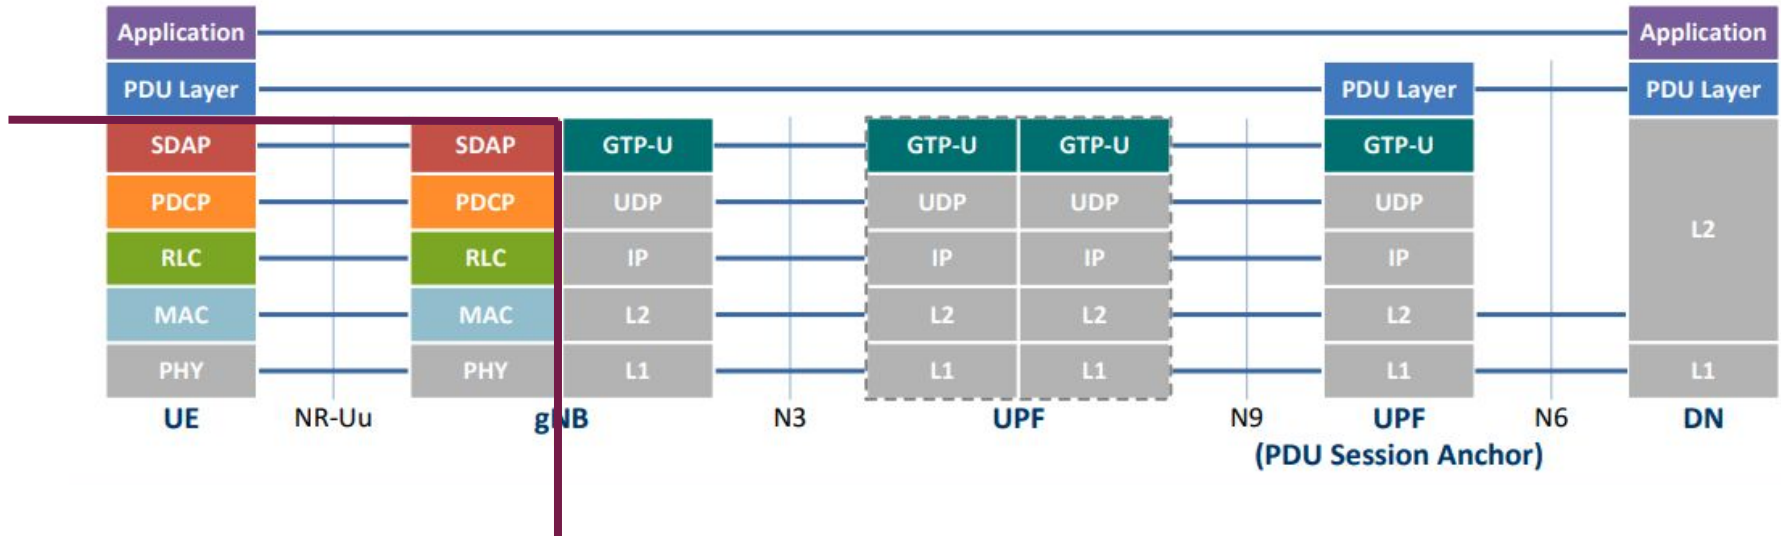 Application Application
PDU Layer PDU Layer PDU Layer
SDAP SDAP GTP-U GTP-U GTP-U GTP-U
PDCP PDCP UDP UDP UDP UDP
RLC RLC IP IP IP IP L2
MAC MAC L2 L2 L2 L2
PHY PHY L1 L1 L1 L1 L1
UE NR-Uu gNB N3 UPF N9 UPF N6 DN
(PDU Session Anchor)